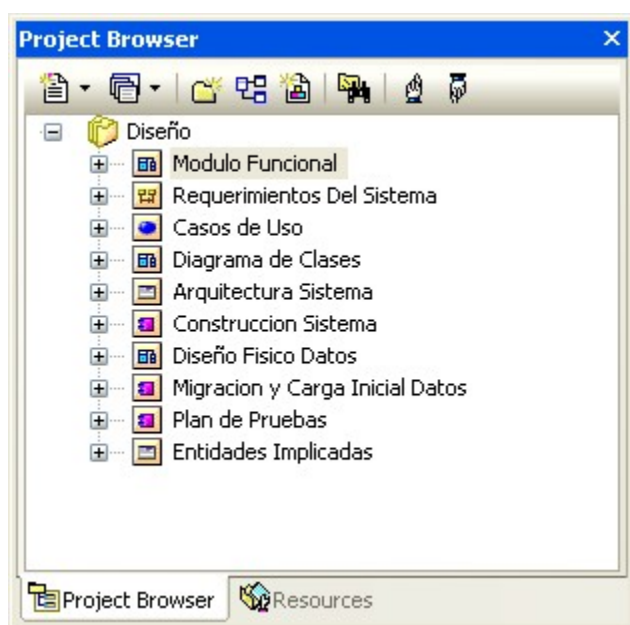 Project Browser
Diseño
Modulo Funcional
Requerimientos Del Sistema
Casos de Uso
Diagrama de Clases
Arquitectura Sistema
Construccion Sistema
Diseño Fisico Datos
Migracion y Carga Inicial Datos
Plan de Pruebas
Entidades Implicadas
Project Browser Resources